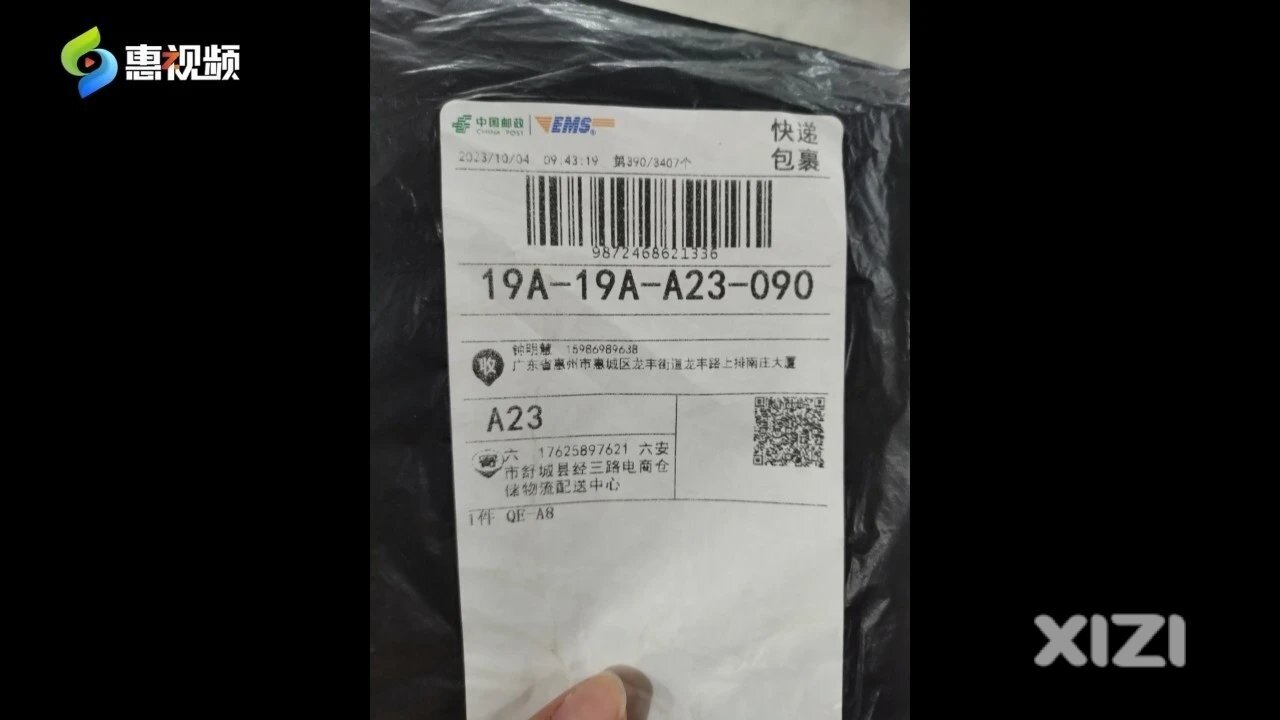 惠视频
中国邮政 CHINA POST EMS
快递
包裹
2023/10/04 09:43:19 第390/3407个
9872468621336
19A-19A-A23-090
收
钟明慧 15986989638
广东省惠州市惠城区龙丰街道龙丰路上排南庄大厦
A23
六 17625897621 六安
市舒城县经三路电商仓
储物流配送中心
1件 QE-A8
XIZI